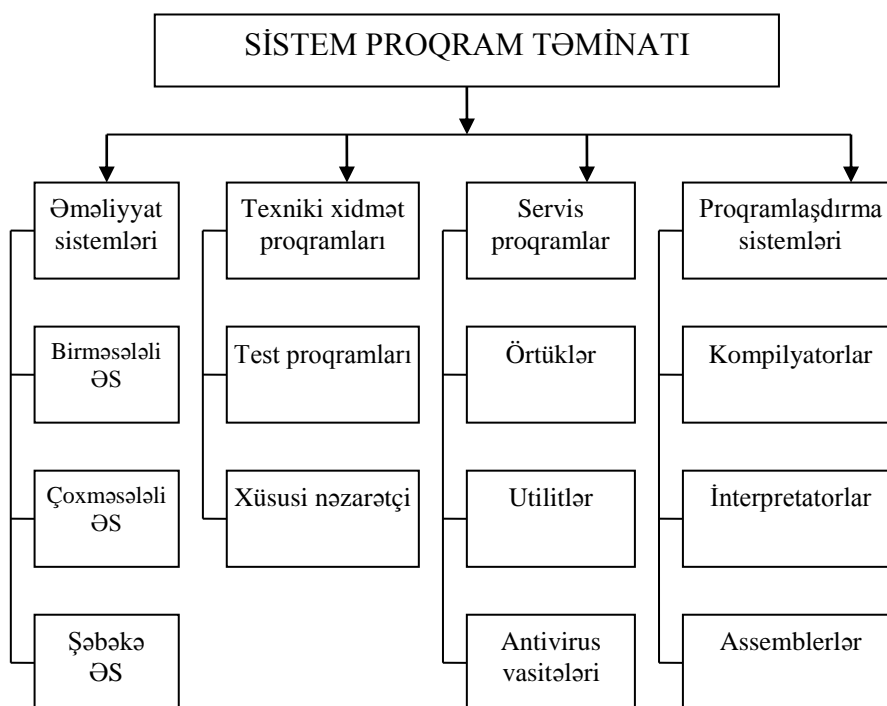 SİSTEM PROQRAM TƏMİNATI
Əməliyyat
sistemləri
Texniki xidmət
proqramları
Servis
proqramlar
Proqramlaşdırma
sistemləri
Birməsələli
ƏS
Test proqramları
Örtüklər
Kompilyatorlar
Çoxməsələli
ƏS
Xüsusi nəzarətçi
Utilitlər
İnterpretatorlar
Şəbəkə
ƏS
Antivirus
vasitələri
Assemblerlər